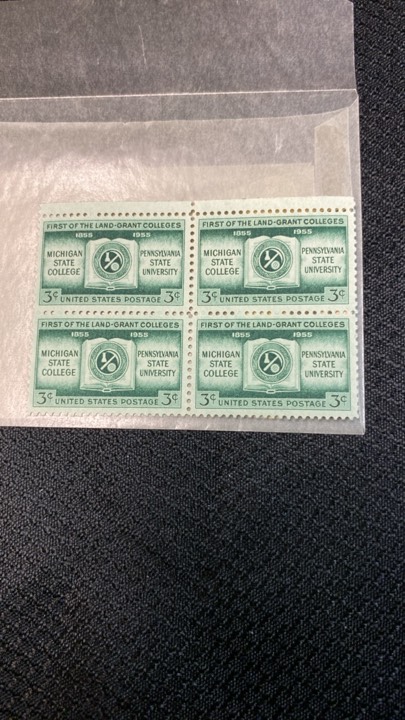 FIRST OF THE LAND-GRANT COLLEGES
1855 1955
MICHIGAN STATE COLLEGE
PENNSYLVANIA STATE UNIVERSITY
3¢ UNITED STATES POSTAGE 3¢
FIRST OF THE LAND-GRANT COLLEGES
1855 1955
MICHIGAN STATE COLLEGE
PENNSYLVANIA STATE UNIVERSITY
3¢ UNITED STATES POSTAGE 3¢
FIRST OF THE LAND-GRANT COLLEGES
1855 1955
MICHIGAN STATE COLLEGE
PENNSYLVANIA STATE UNIVERSITY
3¢ UNITED STATES POSTAGE 3¢
FIRST OF THE LAND-GRANT COLLEGES
1855 1955
MICHIGAN STATE COLLEGE
PENNSYLVANIA STATE UNIVERSITY
3¢ UNITED STATES POSTAGE 3¢